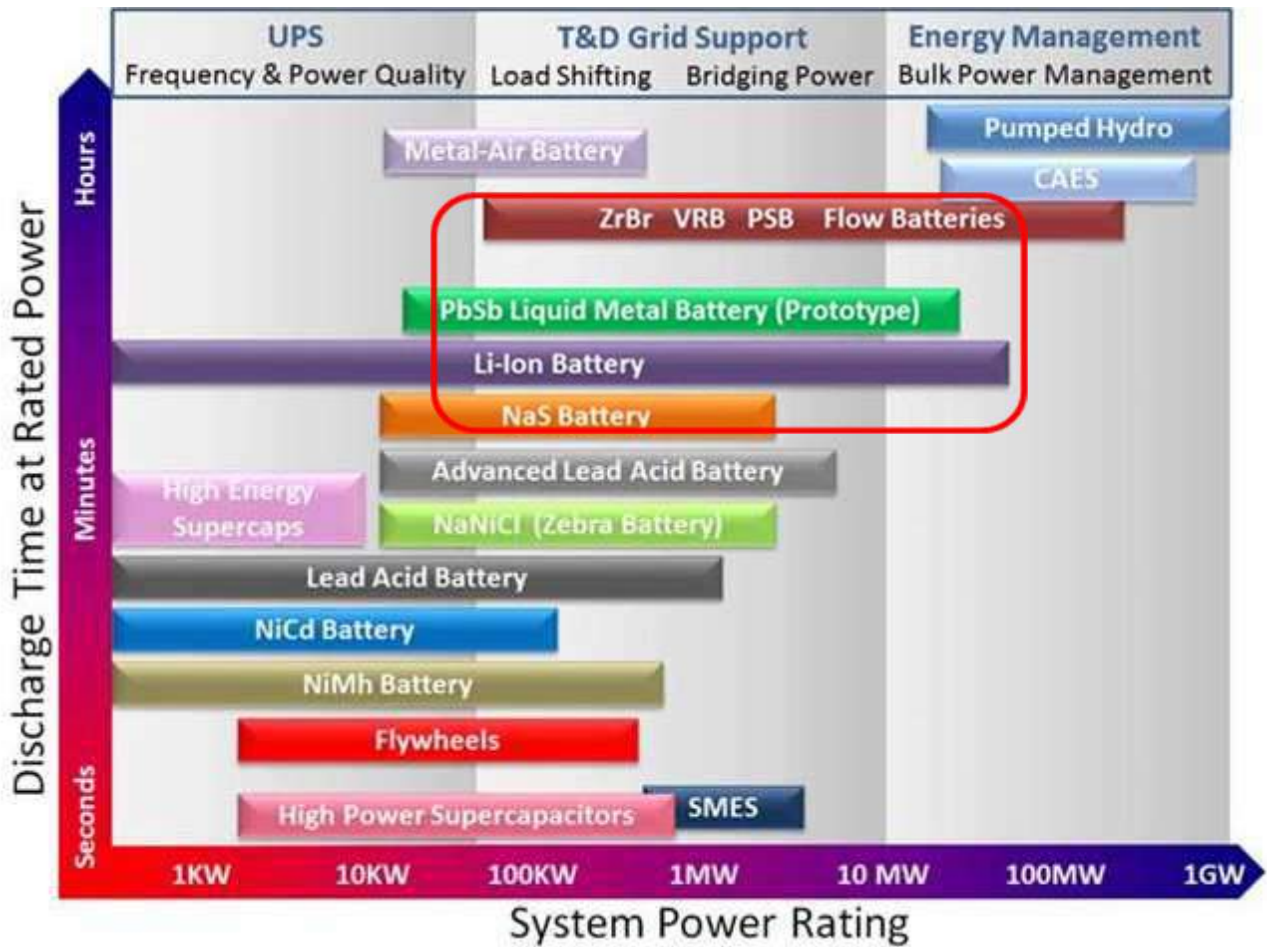 UPS
Frequency & Power Quality
T&D Grid Support
Load Shifting Bridging Power
Energy Management
Bulk Power Management
Discharge Time at Rated Power
Hours
Minutes
Seconds
Pumped Hydro
Metal-Air Battery
CAES
ZrBr VRB PSB Flow Batteries
PbSb Liquid Metal Battery (Prototype)
Li-Ion Battery
NaS Battery
Advanced Lead Acid Battery
High Energy
Supercaps
NaNiCl (Zebra Battery)
Lead Acid Battery
NiCd Battery
NiMh Battery
Flywheels
SMES
High Power Supercapacitors
1KW 10KW 100KW 1MW 10 MW 100MW 1GW
System Power Rating